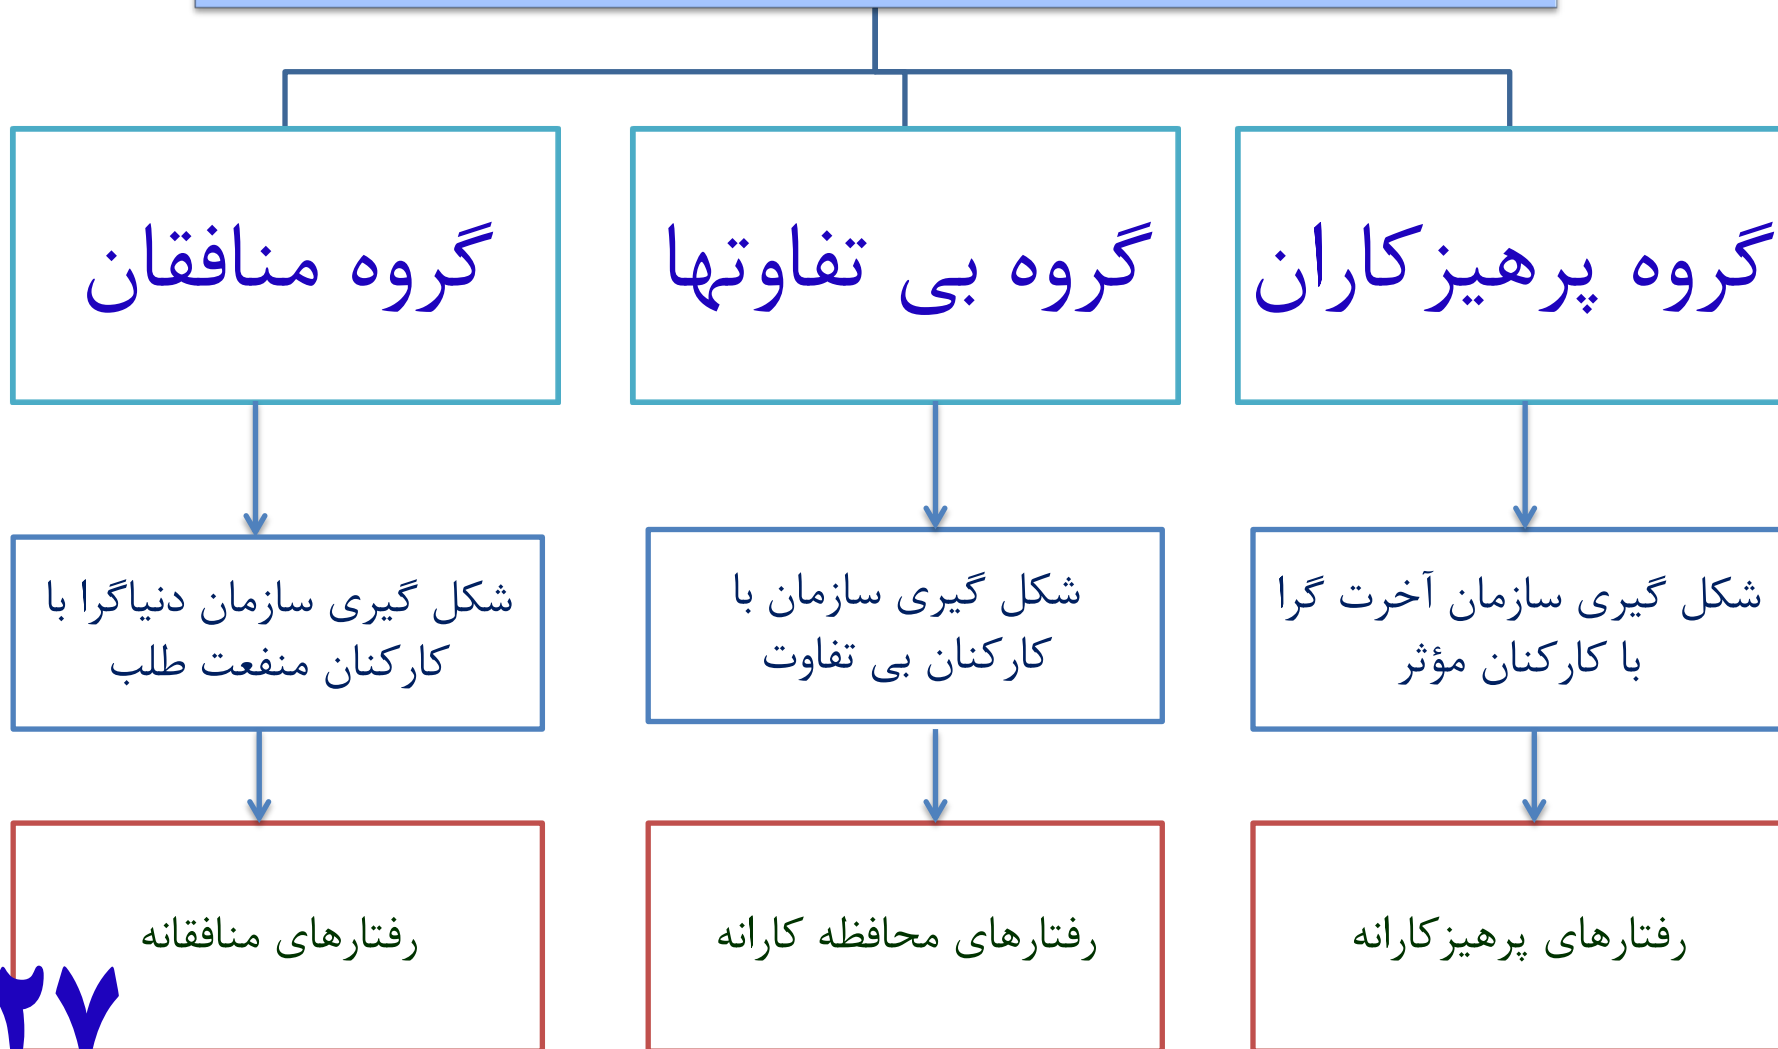 گروه پرهیزکاران
گروه بی تفاوتها
گروه منافقان
شکل گیری سازمان آخرت گرا
با کارکنان مؤثر
شکل گیری سازمان با
کارکنان بی تفاوت
شکل گیری سازمان دنیاگرا با
کارکنان منفعت طلب
رفتارهای پرهیزکارانه
رفتارهای محافظه کارانه
رفتارهای منافقانه
۲۷